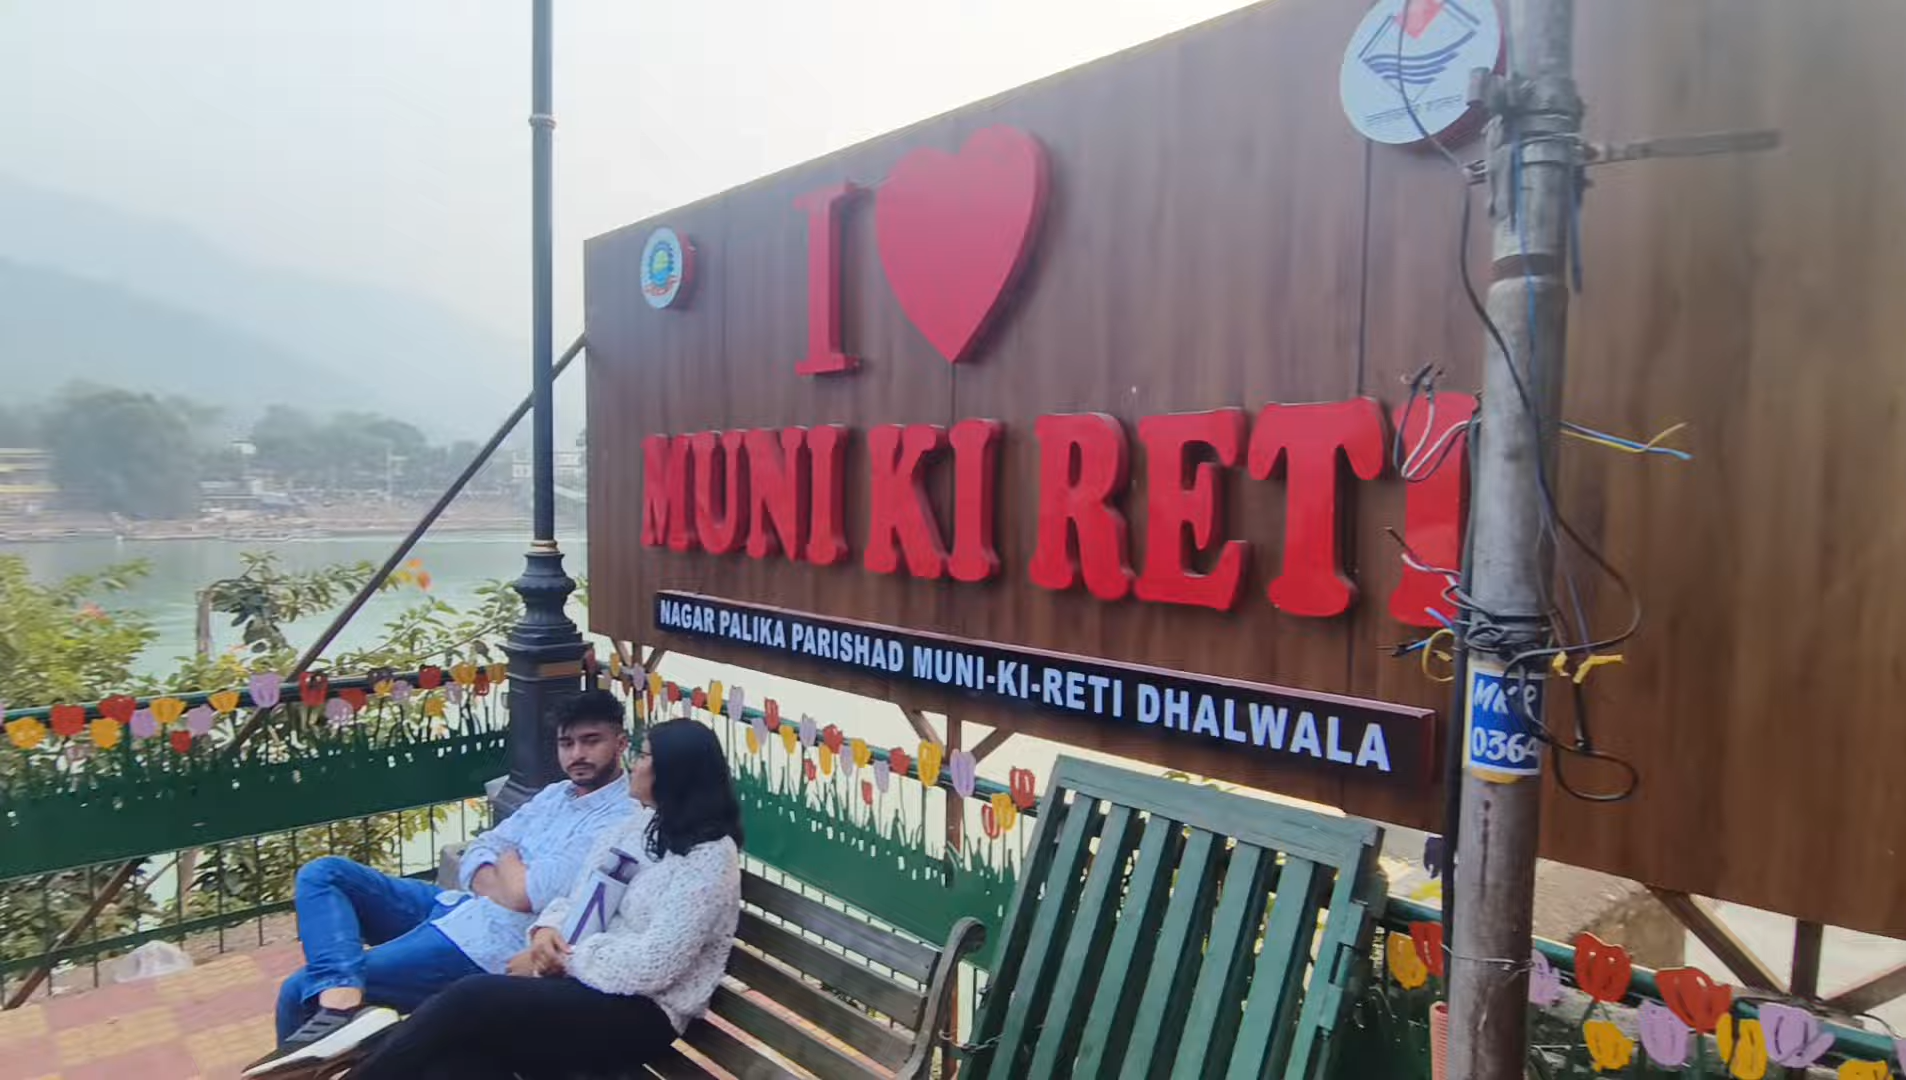 I ❤
MUNI KI RETI
NAGAR PALIKA PARISHAD MUNI-KI-RETI DHALWALA
0364